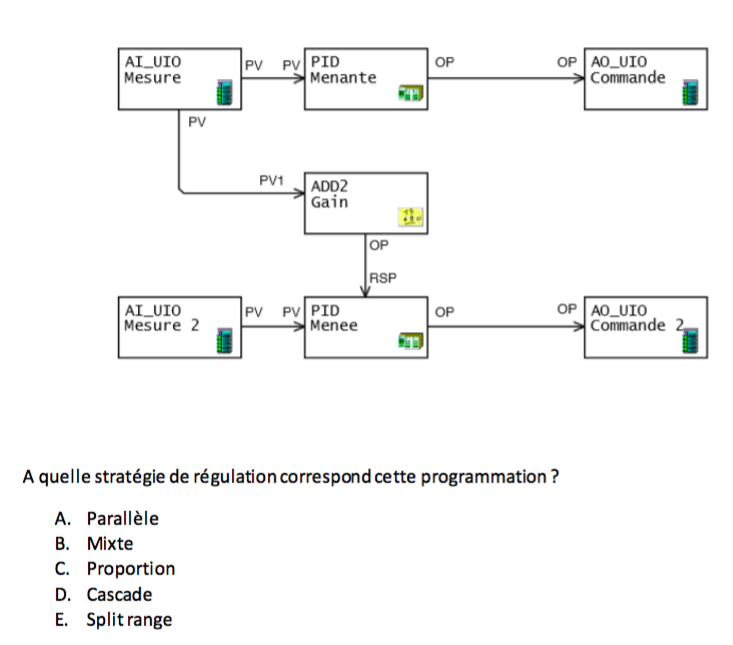 AI_UIO
Mesure
PV
PV
PID
Menante
OP
OP
AO_UIO
Commande
PV
PV1
ADD2
Gain
OP
RSP
AI_UIO
Mesure 2
PV
PV
PID
Menee
OP
OP
AO_UIO
Commande 2
A quelle stratégie de régulation correspond cette programmation ?
A. Parallèle
B. Mixte
C. Proportion
D. Cascade
E. Split range